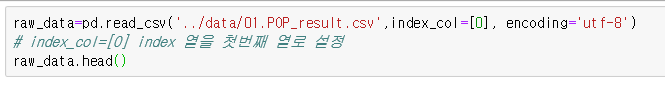 raw_data=pd.read_csv('../data/01.POP_result.csv',index_col=[0], encoding='utf-8')
# index_col=[0] index 열을 첫번째 열로 설정
raw_data.head()